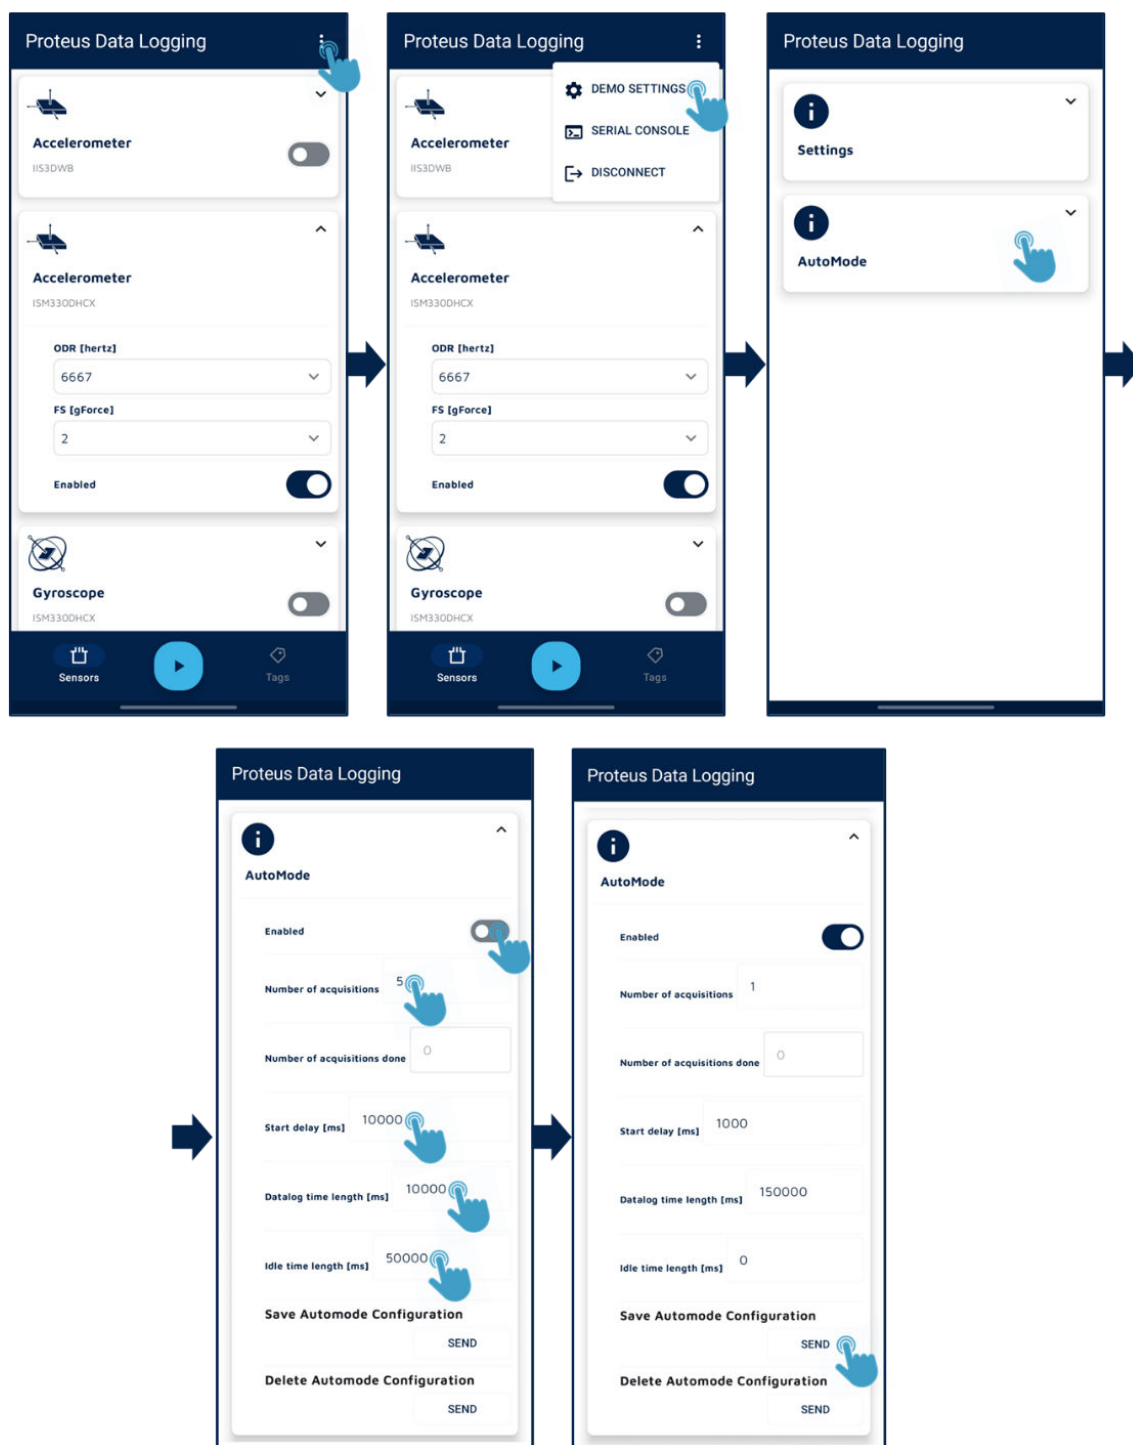 Proteus Data Logging
Accelerometer
IIS3DWB
Accelerometer
ISM330DHCX
ODR [hertz]
6667
FS [gForce]
2
Enabled
Gyroscope
ISM330DHCX
Sensors
Tags
Proteus Data Logging
DEMO SETTINGS
SERIAL CONSOLE
DISCONNECT
Accelerometer
IIS3DWB
Accelerometer
ISM330DHCX
ODR [hertz]
6667
FS [gForce]
2
Enabled
Gyroscope
ISM330DHCX
Sensors
Tags
Proteus Data Logging
Settings
AutoMode
Proteus Data Logging
AutoMode
Enabled
Number of acquisitions 5
Number of acquisitions done 0
Start delay [ms] 10000
Datalog time length [ms] 10000
Idle time length [ms] 50000
Save Automode Configuration
SEND
Delete Automode Configuration
SEND
Proteus Data Logging
AutoMode
Enabled
Number of acquisitions 1
Number of acquisitions done 0
Start delay [ms] 1000
Datalog time length [ms] 150000
Idle time length [ms] 0
Save Automode Configuration
SEND
Delete Automode Configuration
SEND